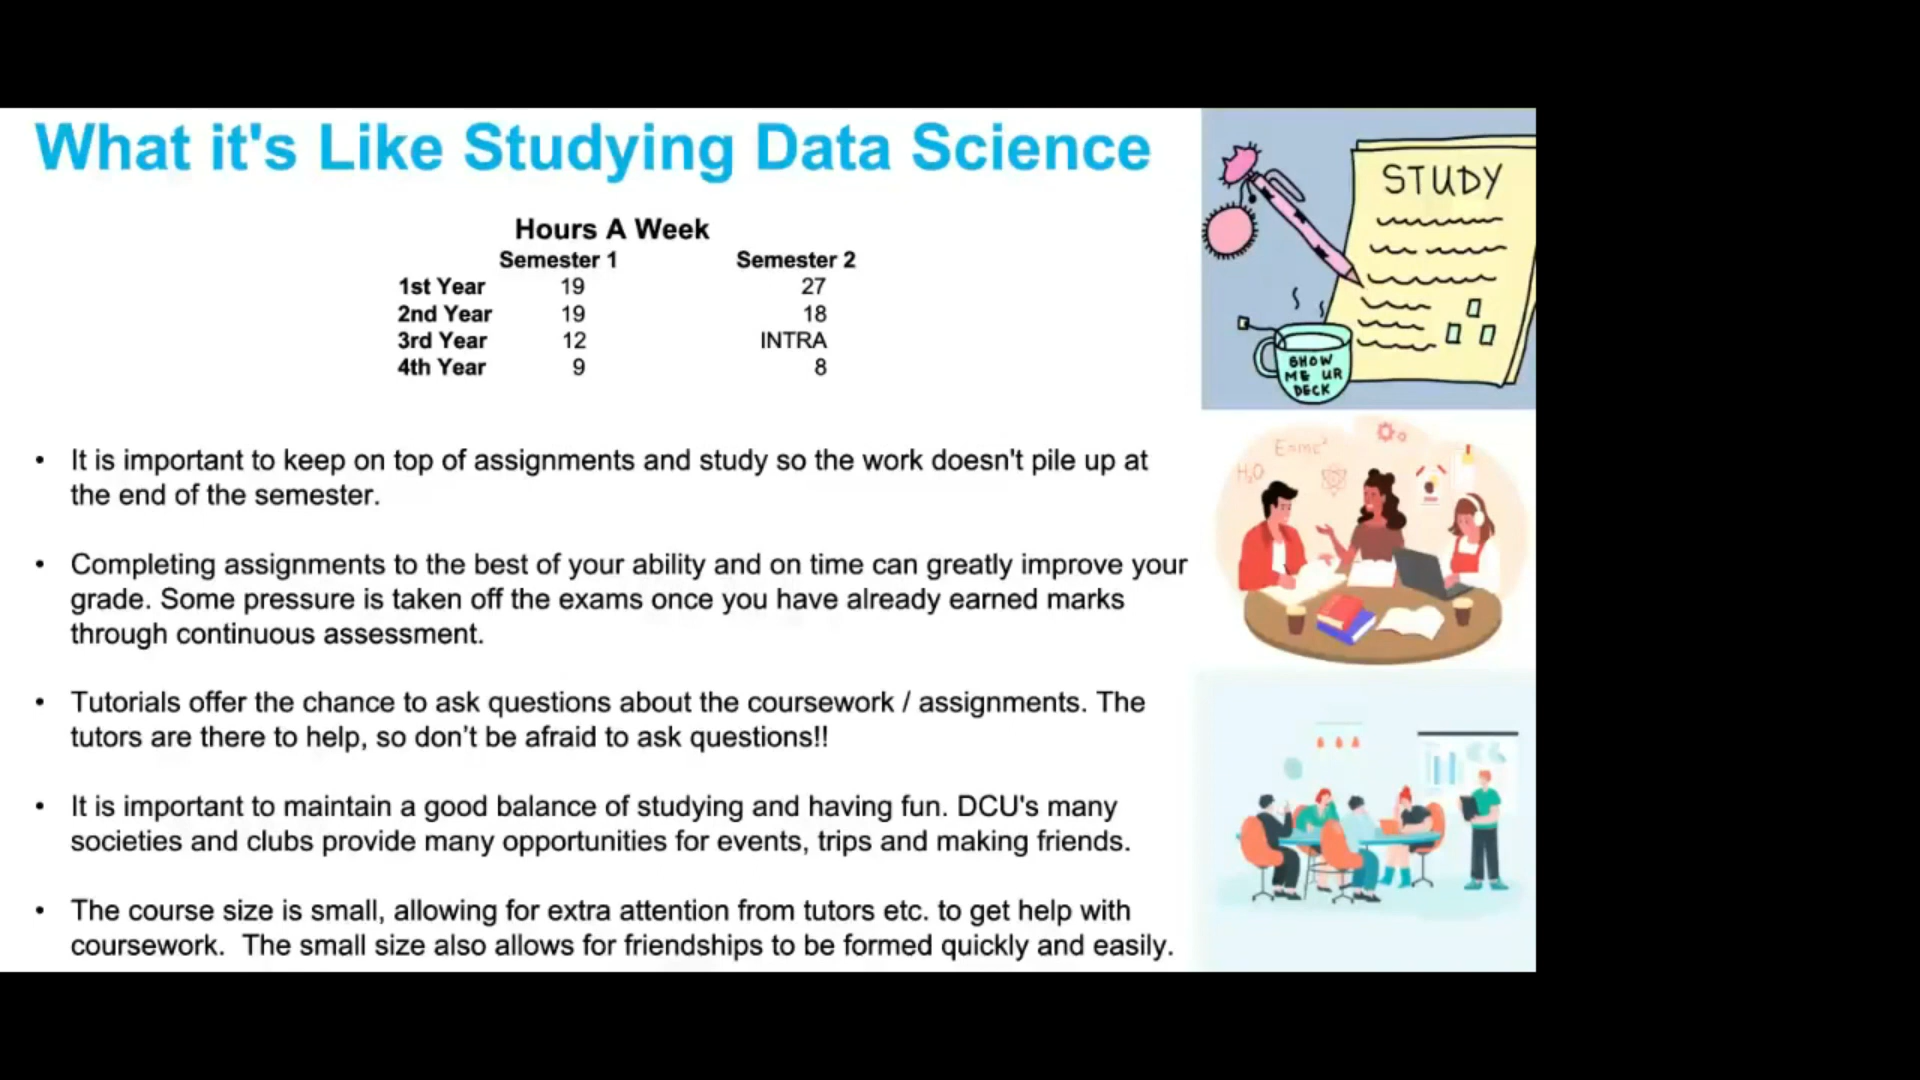 What it's Like Studying Data Science
Hours A Week
Semester 1 Semester 2
1st Year 19 27
2nd Year 19 18
3rd Year 12 INTRA
4th Year 9 8
• It is important to keep on top of assignments and study so the work doesn't pile up at
the end of the semester.
• Completing assignments to the best of your ability and on time can greatly improve your
grade. Some pressure is taken off the exams once you have already earned marks
through continuous assessment.
• Tutorials offer the chance to ask questions about the coursework / assignments. The
tutors are there to help, so don’t be afraid to ask questions!!
• It is important to maintain a good balance of studying and having fun. DCU's many
societies and clubs provide many opportunities for events, trips and making friends.
• The course size is small, allowing for extra attention from tutors etc. to get help with
coursework.  The small size also allows for friendships to be formed quickly and easily.
STUDY
SHOW
ME UR
DECK
E=mc²
H₂O